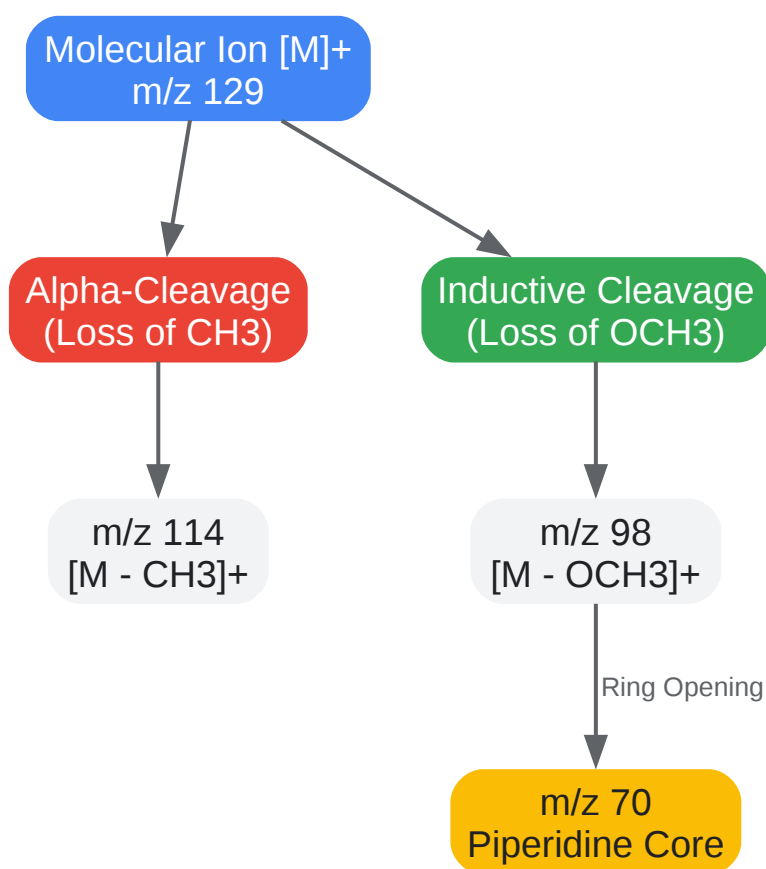 Molecular Ion [M]+
m/z 129
Alpha-Cleavage
(Loss of CH3)
Inductive Cleavage
(Loss of OCH3)
m/z 114
[M - CH3]+
m/z 98
[M - OCH3]+
Ring Opening
m/z 70
Piperidine Core